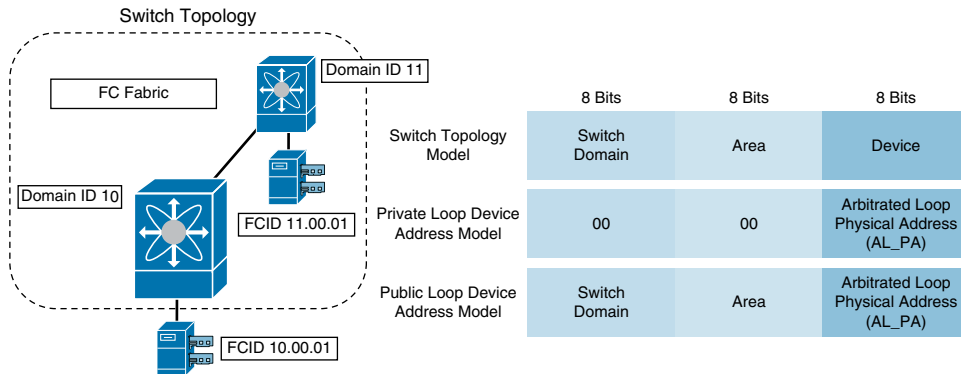 Switch Topology
FC Fabric
Domain ID 11
Domain ID 10
FCID 11.00.01
FCID 10.00.01
8 Bits
8 Bits
8 Bits
Switch Topology
Model
Switch
Domain
Area
Device
Private Loop Device
Address Model
00
00
Arbitrated Loop
Physical Address
(AL_PA)
Public Loop Device
Address Model
Switch
Domain
Area
Arbitrated Loop
Physical Address
(AL_PA)